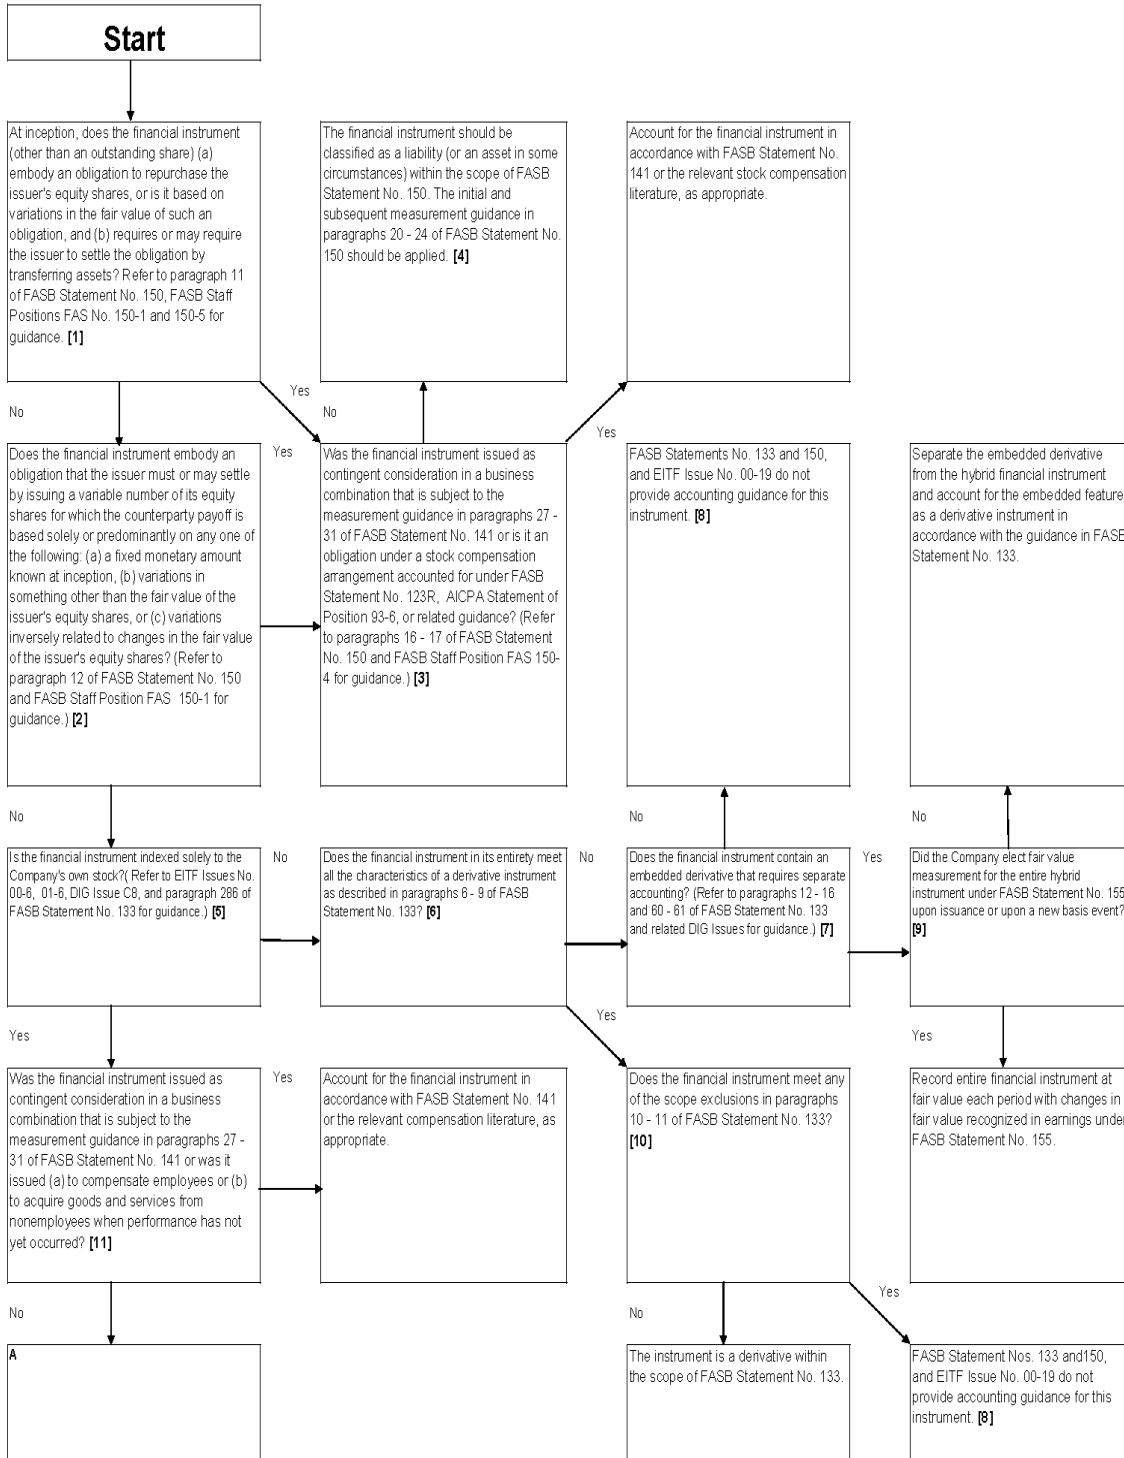 Start
At inception, does the financial instrument
(other than an outstanding share) (a)
embody an obligation to repurchase the
issuer's equity shares, or is it based on
variations in the fair value of such an
obligation, and (b) requires or may require
the issuer to settle the obligation by
transferring assets? Refer to paragraph 11
of FASB Statement No. 150, FASB Staff
Positions FAS No. 150-1 and 150-5 for
guidance. [1]
The financial instrument should be
classified as a liability (or an asset in some
circumstances) within the scope of FASB
Statement No. 150. The initial and
subsequent measurement guidance in
paragraphs 20 - 24 of FASB Statement No.
150 should be applied. [4]
Account for the financial instrument in
accordance with FASB Statement No.
141 or the relevant stock compensation
literature, as appropriate.
Yes
No
No
Yes
Does the financial instrument embody an
obligation that the issuer must or may settle
by issuing a variable number of its equity
shares for which the counterparty payoff is
based solely or predominantly on any one of
the following: (a) a fixed monetary amount
known at inception, (b) variations in
something other than the fair value of the
issuer's equity shares, or (c) variations
inversely related to changes in the fair value
of the issuer's equity shares? (Refer to
paragraph 12 of FASB Statement No. 150
and FASB Staff Position FAS 150-1 for
guidance.) [2]
Yes
Was the financial instrument issued as
contingent consideration in a business
combination that is subject to the
measurement guidance in paragraphs 27 -
31 of FASB Statement No. 141 or is it an
obligation under a stock compensation
arrangement accounted for under FASB
Statement No. 123R, AICPA Statement of
Position 93-6, or related guidance? (Refer
to paragraphs 16 - 17 of FASB Statement
No. 150 and FASB Staff Position FAS 150-
4 for guidance.) [3]
FASB Statements No. 133 and 150,
and EITF Issue No. 00-19 do not
provide accounting guidance for this
instrument. [8]
Separate the embedded derivative
from the hybrid financial instrument
and account for the embedded feature
as a derivative instrument in
accordance with the guidance in FASB
Statement No. 133.
No
No
No
Is the financial instrument indexed solely to the
Company's own stock?( Refer to EITF Issues No.
00-6, 01-6, DIG Issue C8, and paragraph 286 of
FASB Statement No. 133 for guidance.) [5]
No
Does the financial instrument in its entirety meet
all the characteristics of a derivative instrument
as described in paragraphs 6 - 9 of FASB
Statement No. 133? [6]
No
Does the financial instrument contain an
embedded derivative that requires separate
accounting? (Refer to paragraphs 12 - 16
and 60 - 61 of FASB Statement No. 133
and related DIG Issues for guidance.) [7]
Yes
Did the Company elect fair value
measurement for the entire hybrid
instrument under FASB Statement No. 155
upon issuance or upon a new basis event?
[9]
Yes
Yes
Yes
Was the financial instrument issued as
contingent consideration in a business
combination that is subject to the
measurement guidance in paragraphs 27 -
31 of FASB Statement No. 141 or was it
issued (a) to compensate employees or (b)
to acquire goods and services from
nonemployees when performance has not
yet occurred? [11]
Yes
Account for the financial instrument in
accordance with FASB Statement No. 141
or the relevant compensation literature, as
appropriate.
Does the financial instrument meet any
of the scope exclusions in paragraphs
10 - 11 of FASB Statement No. 133?
[10]
Record entire financial instrument at
fair value each period with changes in
fair value recognized in earnings under
FASB Statement No. 155.
No
No
Yes
A
The instrument is a derivative within
the scope of FASB Statement No. 133.
FASB Statement Nos. 133 and150,
and EITF Issue No. 00-19 do not
provide accounting guidance for this
instrument. [8]